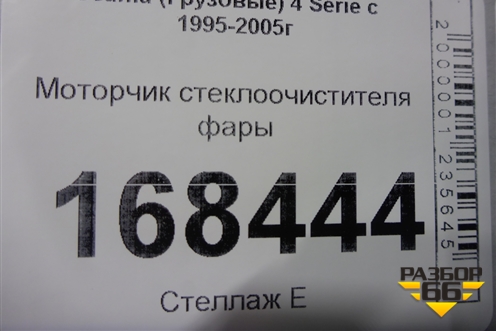 (Грузовые) 4 Serie с
1995-2005г
Моторчик стеклоочистителя
фары
168444
Стеллаж Е
2000001235645
РАЗБОР
66